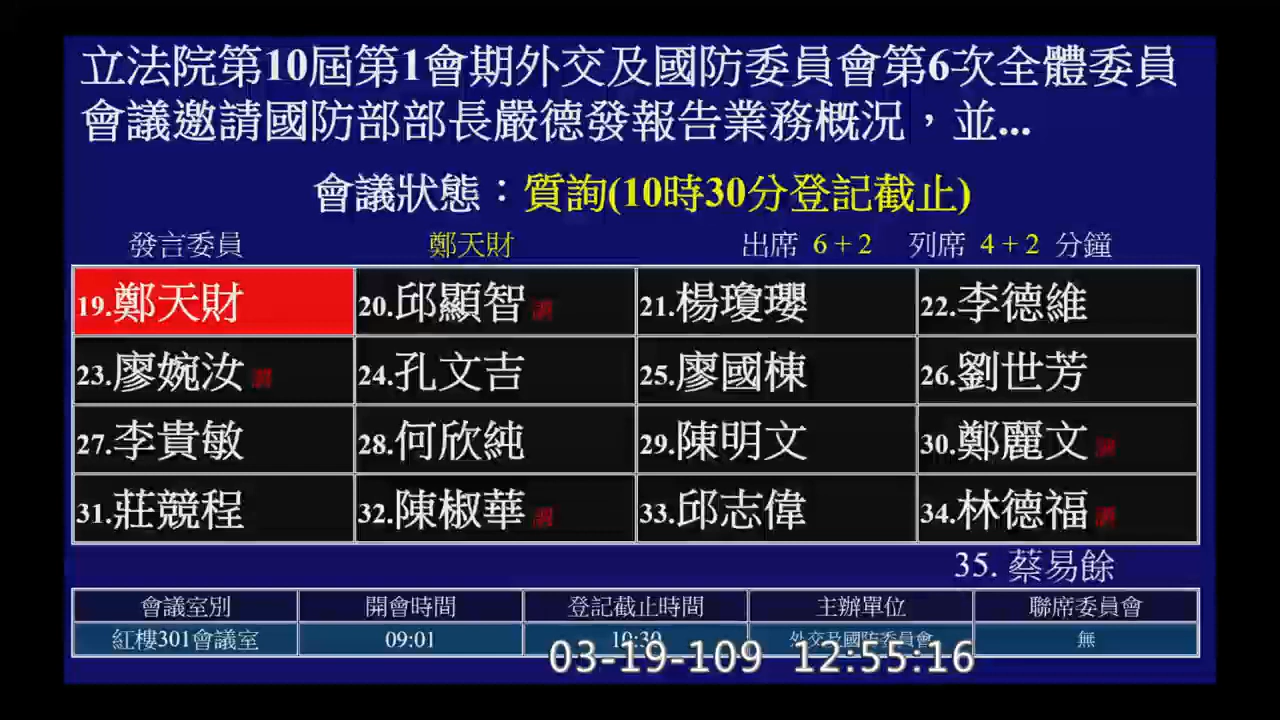 立法院第10屆第1會期外交及國防委員會第6次全體委員
會議邀請國防部部長嚴德發報告業務概況，並...
會議狀態：質詢(10時30分登記截止)
發言委員 鄭天財 出席 6+2 列席 4+2 分鐘
19.鄭天財 20.邱顯智 21.楊瓊瓔 22.李德維
23.廖婉汝 24.孔文吉 25.廖國棟 26.劉世芳
27.李貴敏 28.何欣純 29.陳明文 30.鄭麗文
31.莊競程 32.陳椒華 33.邱志偉 34.林德福
35. 蔡易餘
會議室別 開會時間 登記截止時間 主辦單位 聯席委員會
紅樓301會議室 09:01 10:30 外交及國防委員會 無
03-19-109 12:55:16